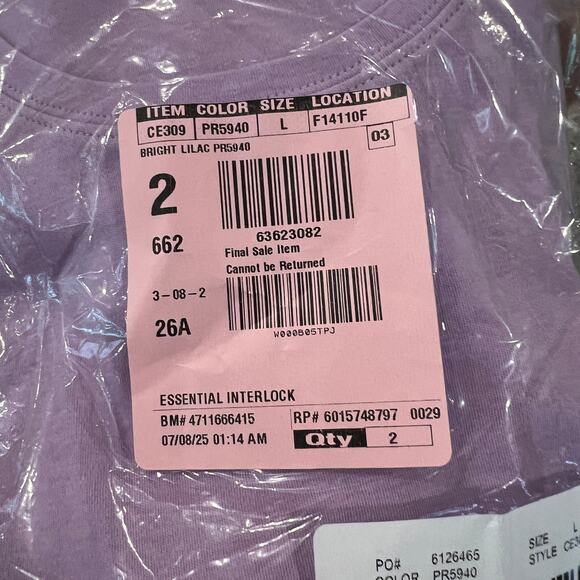 ITEM COLOR SIZE LOCATION
CE309 PR5940 L F14110F
BRIGHT LILAC PR5940 03
2
662
63623082
Final Sale Item
Cannot be Returned
3-08-2
26A
W000B05TPJ
ESSENTIAL INTERLOCK
BM# 4711666415 RP# 6015748797 0029
07/08/25 01:14 AM Qty 2
PO# 6126465 SIZE L
COLOR PR5940 STYLE